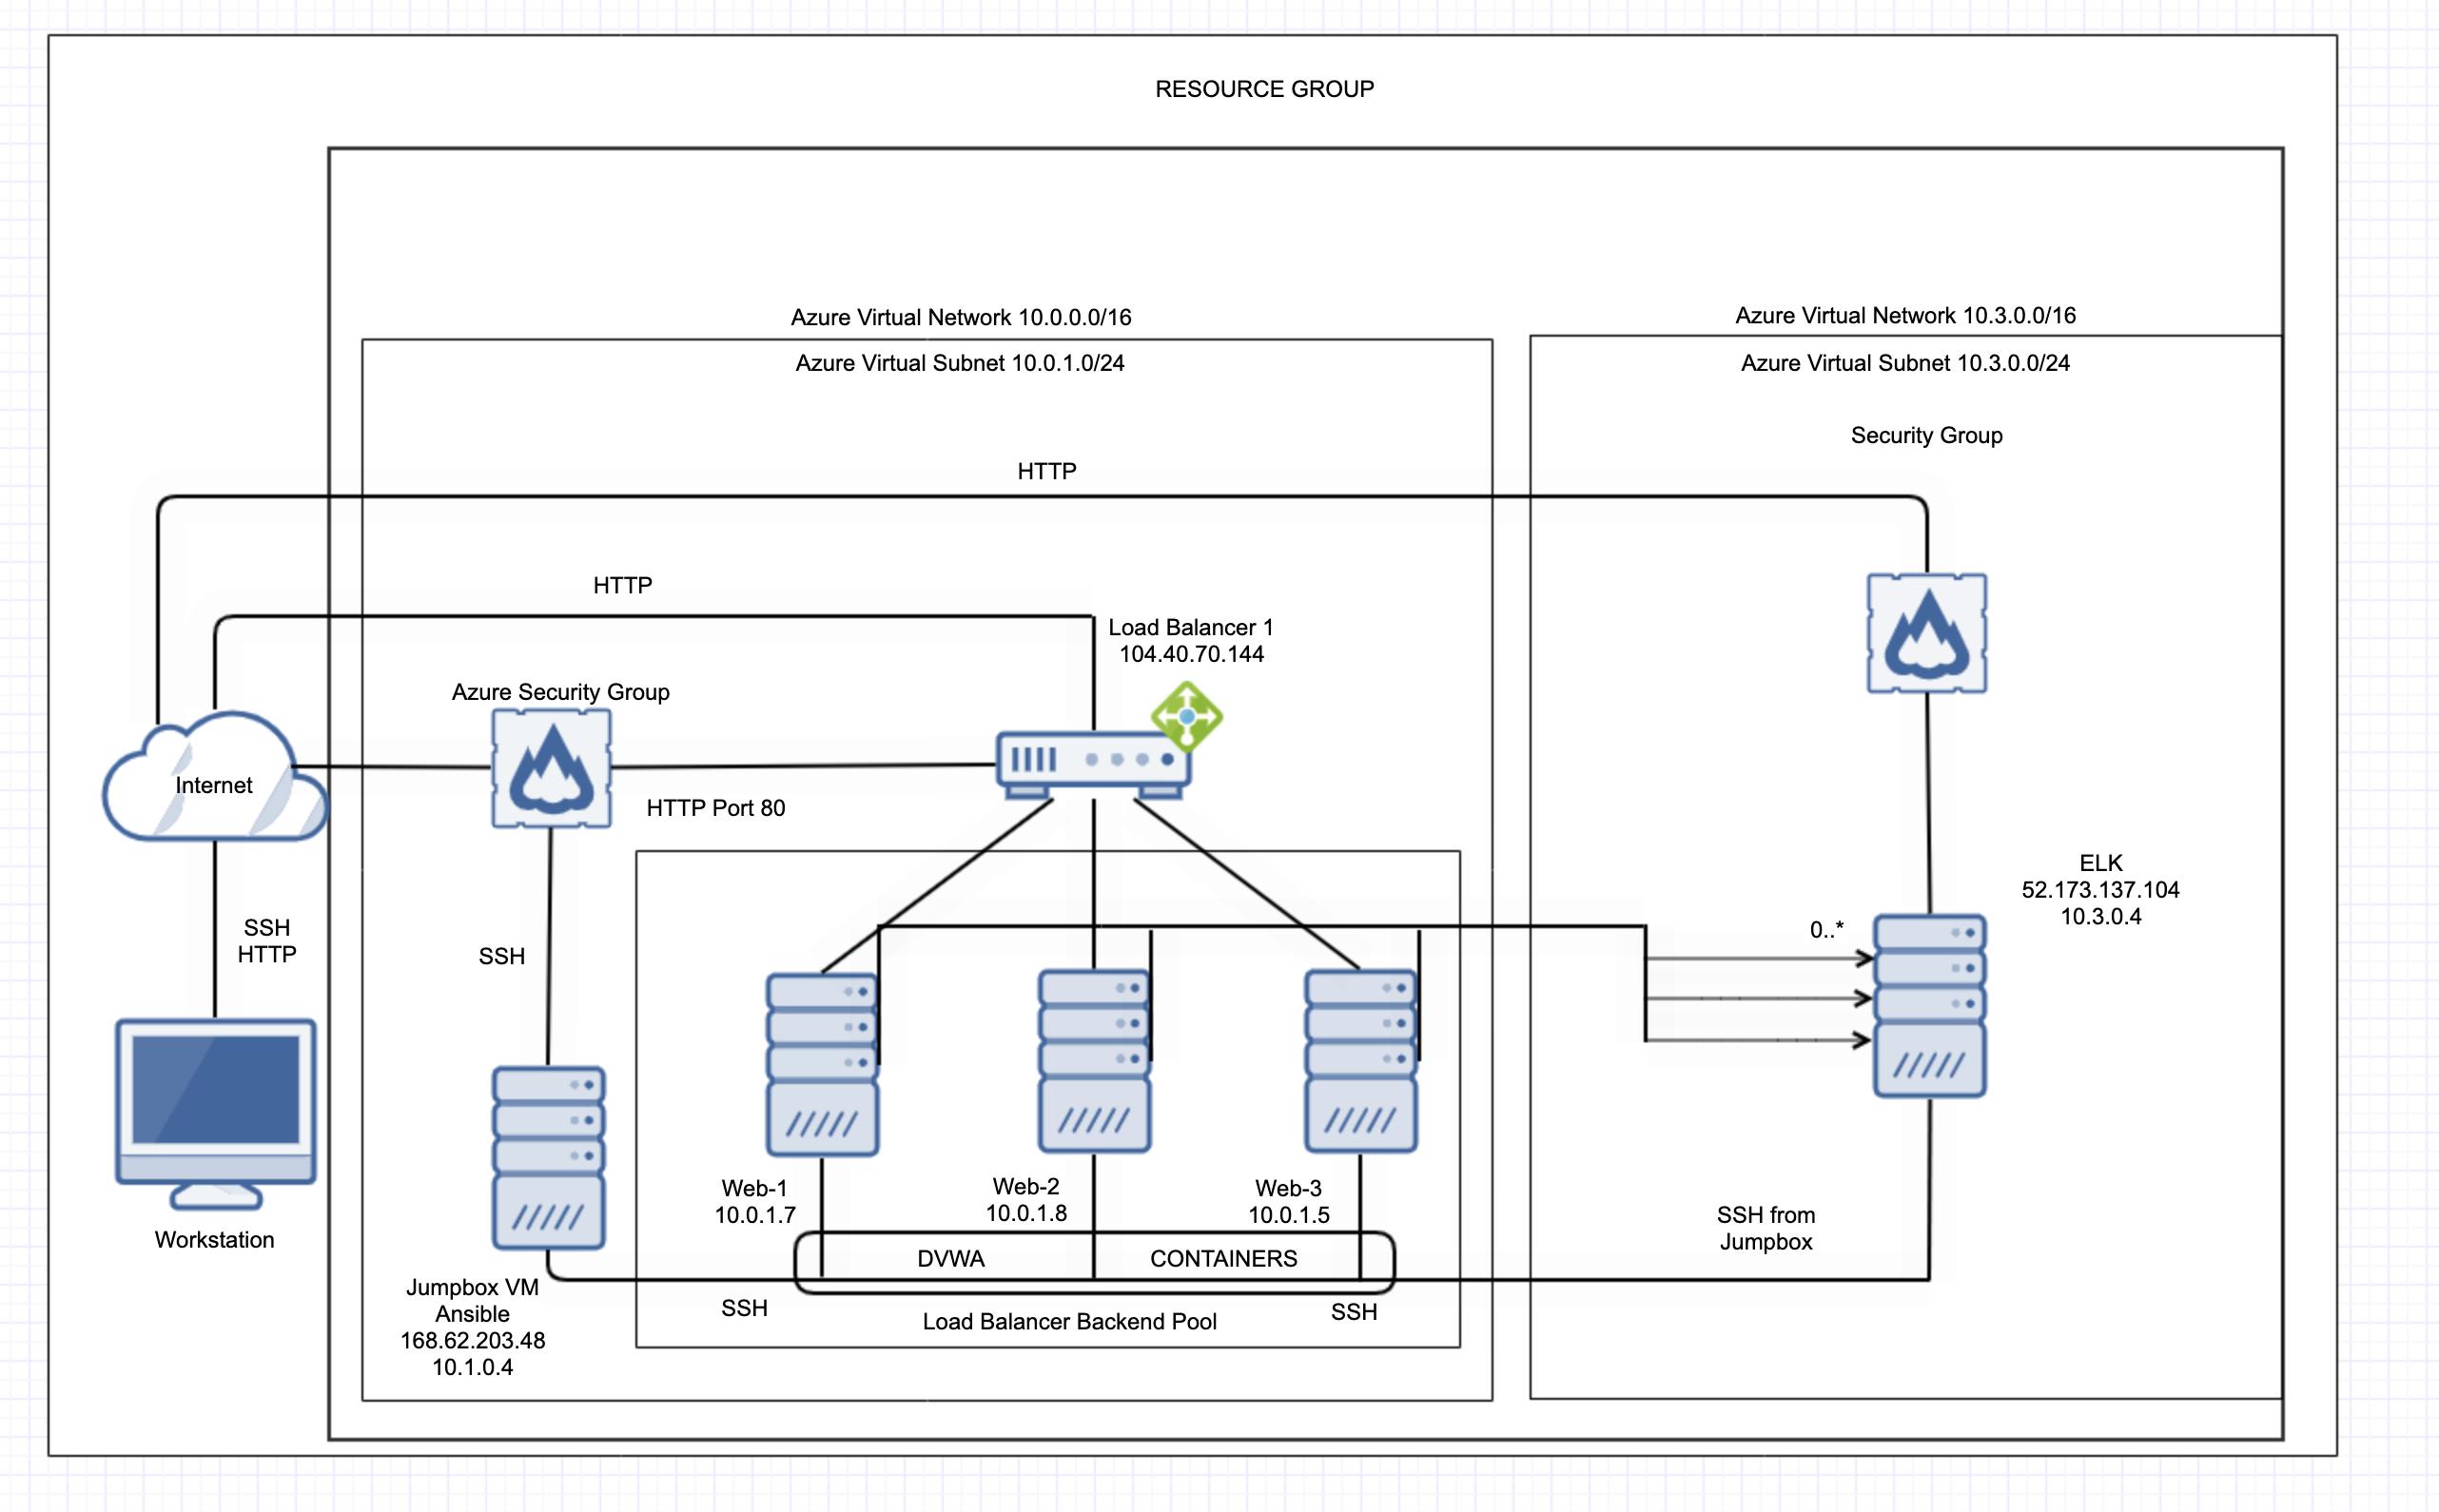 RESOURCE GROUP
Azure Virtual Network 10.0.0.0/16
Azure Virtual Network 10.3.0.0/16
Azure Virtual Subnet 10.0.1.0/24
Azure Virtual Subnet 10.3.0.0/24
Security Group
HTTP
HTTP
Load Balancer 1
104.40.70.144
Azure Security Group
Internet
HTTP Port 80
ELK
52.173.137.104
10.3.0.4
SSH
HTTP
SSH
0..*
Web-1
10.0.1.7
Web-2
10.0.1.8
Web-3
10.0.1.5
SSH from
Jumpbox
Workstation
DVWA
CONTAINERS
Jumpbox VM
Ansible
168.62.203.48
10.1.0.4
SSH
Load Balancer Backend Pool
SSH